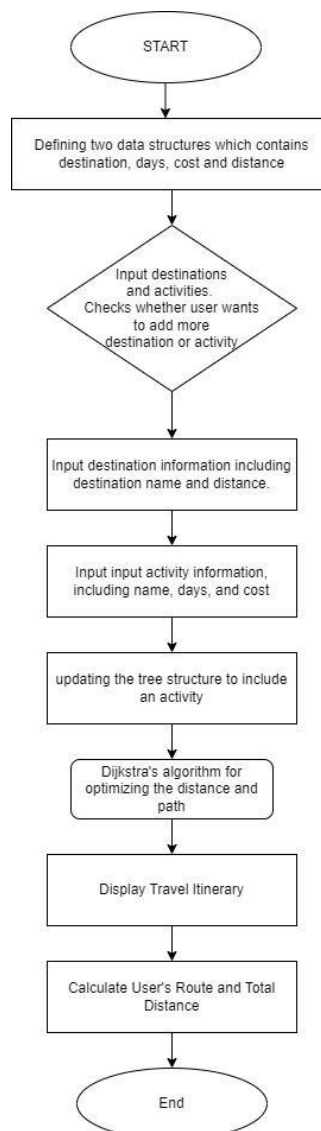 START
Defining two data structures which contains
destination, days, cost and distance
Input destinations
and activities.
Checks whether user wants
to add more
destination or activity
Input destination information including
destination name and distance.
Input input activity information,
including name, days, and cost
updating the tree structure to include
an activity
Dijkstra's algorithm for
optimizing the distance and
path
Display Travel Itinerary
Calculate User's Route and Total
Distance
End